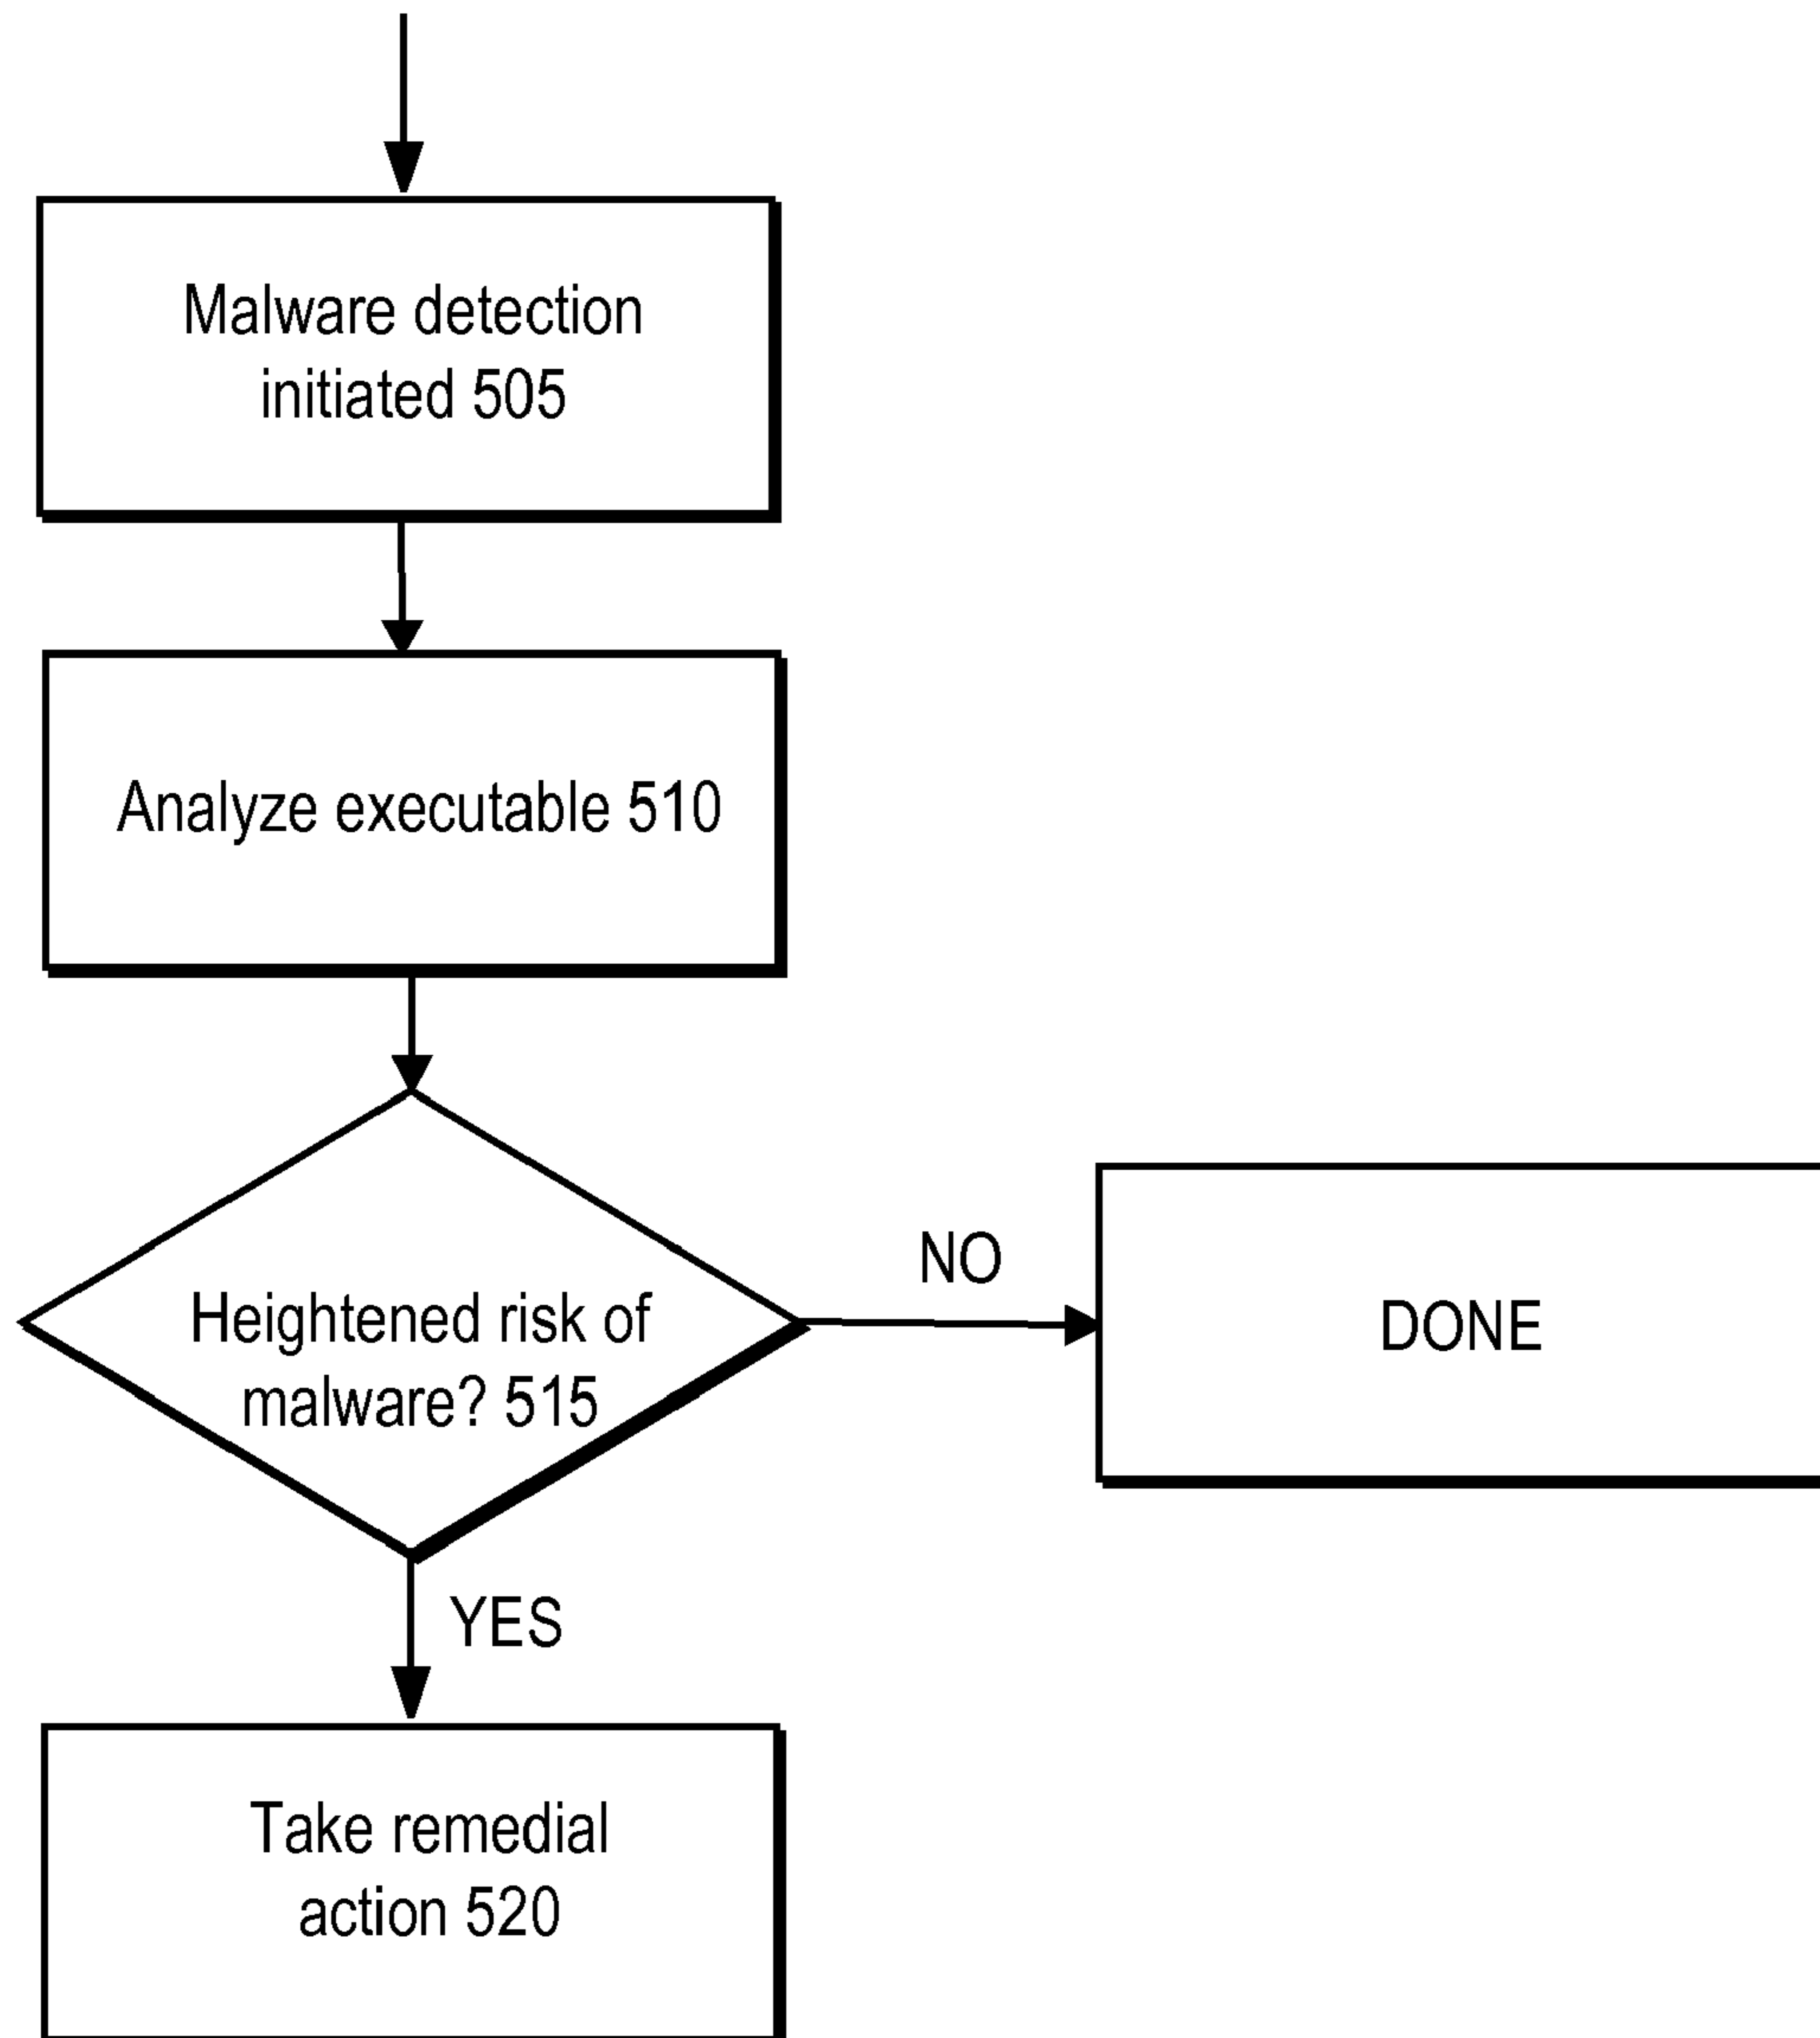 Malware detection
initiated 505
Analyze executable 510
Heightened risk of
malware? 515
NO
DONE
YES
Take remedial
action 520